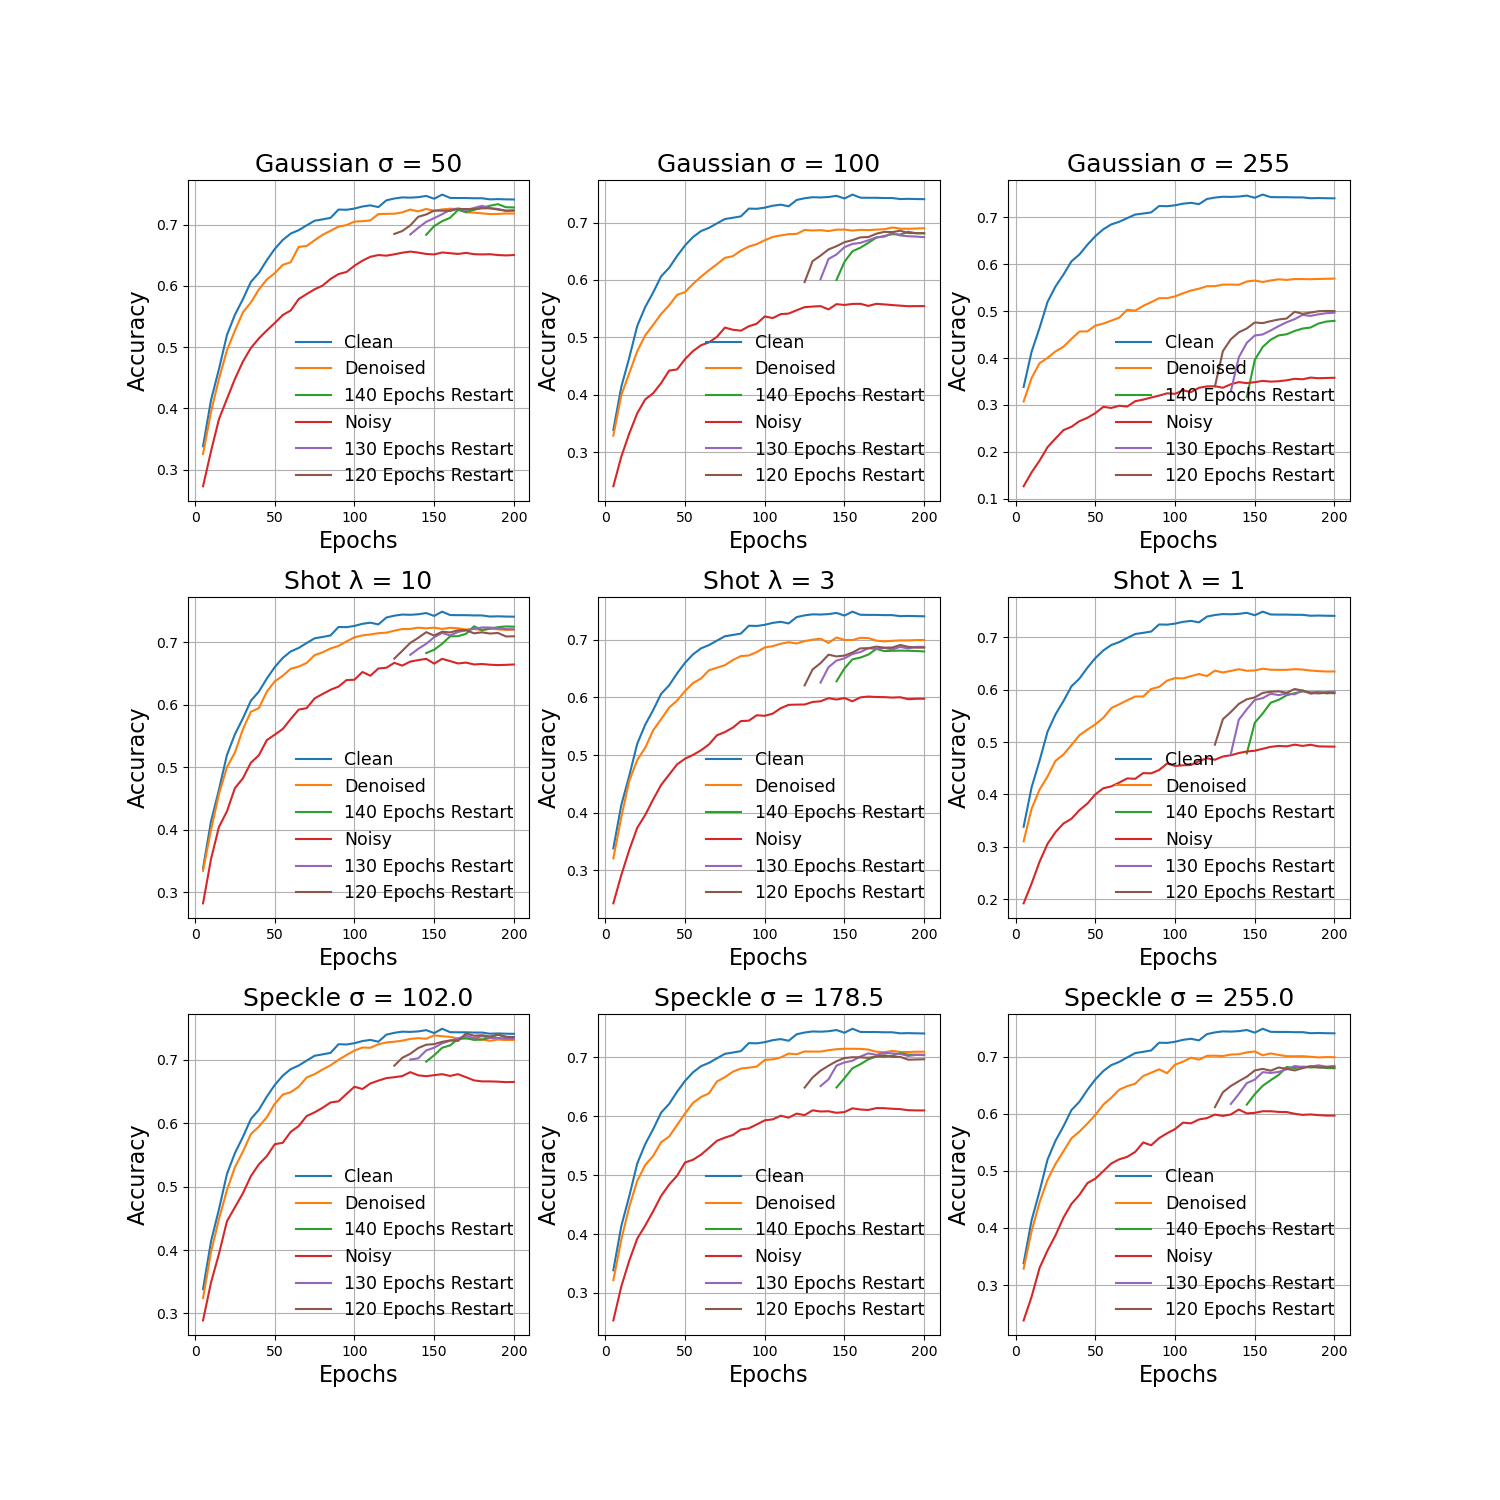 Gaussian σ = 50
Accuracy
0.7
0.6
0.5
0.4
0.3
Clean
Denoised
140 Epochs Restart
Noisy
130 Epochs Restart
120 Epochs Restart
0 50 100 150 200
Epochs
Gaussian σ = 100
Accuracy
0.7
0.6
0.5
0.4
0.3
Clean
Denoised
140 Epochs Restart
Noisy
130 Epochs Restart
120 Epochs Restart
0 50 100 150 200
Epochs
Gaussian σ = 255
Accuracy
0.7
0.6
0.5
0.4
0.3
0.2
0.1
Clean
Denoised
140 Epochs Restart
Noisy
130 Epochs Restart
120 Epochs Restart
0 50 100 150 200
Epochs
Shot λ = 10
Accuracy
0.7
0.6
0.5
0.4
0.3
Clean
Denoised
140 Epochs Restart
Noisy
130 Epochs Restart
120 Epochs Restart
0 50 100 150 200
Epochs
Shot λ = 3
Accuracy
0.7
0.6
0.5
0.4
0.3
Clean
Denoised
140 Epochs Restart
Noisy
130 Epochs Restart
120 Epochs Restart
0 50 100 150 200
Epochs
Shot λ = 1
Accuracy
0.7
0.6
0.5
0.4
0.3
0.2
Clean
Denoised
140 Epochs Restart
Noisy
130 Epochs Restart
120 Epochs Restart
0 50 100 150 200
Epochs
Speckle σ = 102.0
Accuracy
0.7
0.6
0.5
0.4
0.3
Clean
Denoised
140 Epochs Restart
Noisy
130 Epochs Restart
120 Epochs Restart
0 50 100 150 200
Epochs
Speckle σ = 178.5
Accuracy
0.7
0.6
0.5
0.4
0.3
Clean
Denoised
140 Epochs Restart
Noisy
130 Epochs Restart
120 Epochs Restart
0 50 100 150 200
Epochs
Speckle σ = 255.0
Accuracy
0.7
0.6
0.5
0.4
0.3
Clean
Denoised
140 Epochs Restart
Noisy
130 Epochs Restart
120 Epochs Restart
0 50 100 150 200
Epochs